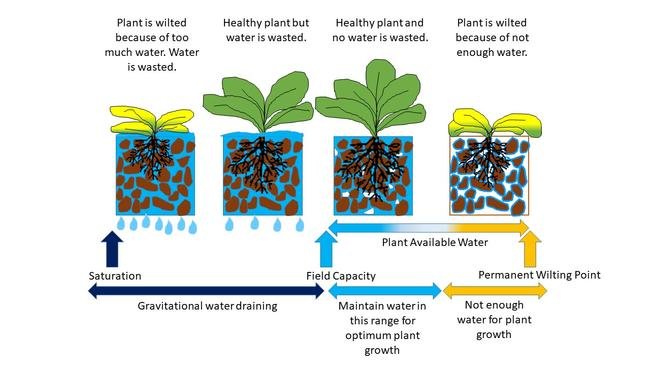 Plant is wilted
because of too
much water. Water
is wasted.
Healthy plant but
water is wasted.
Healthy plant and
no water is wasted.
Plant is wilted
because of not
enough water.
Plant Available Water
Saturation
Field Capacity
Permanent Wilting Point
Gravitational water draining
Maintain water in
this range for
optimum plant
growth
Not enough
water for plant
growth